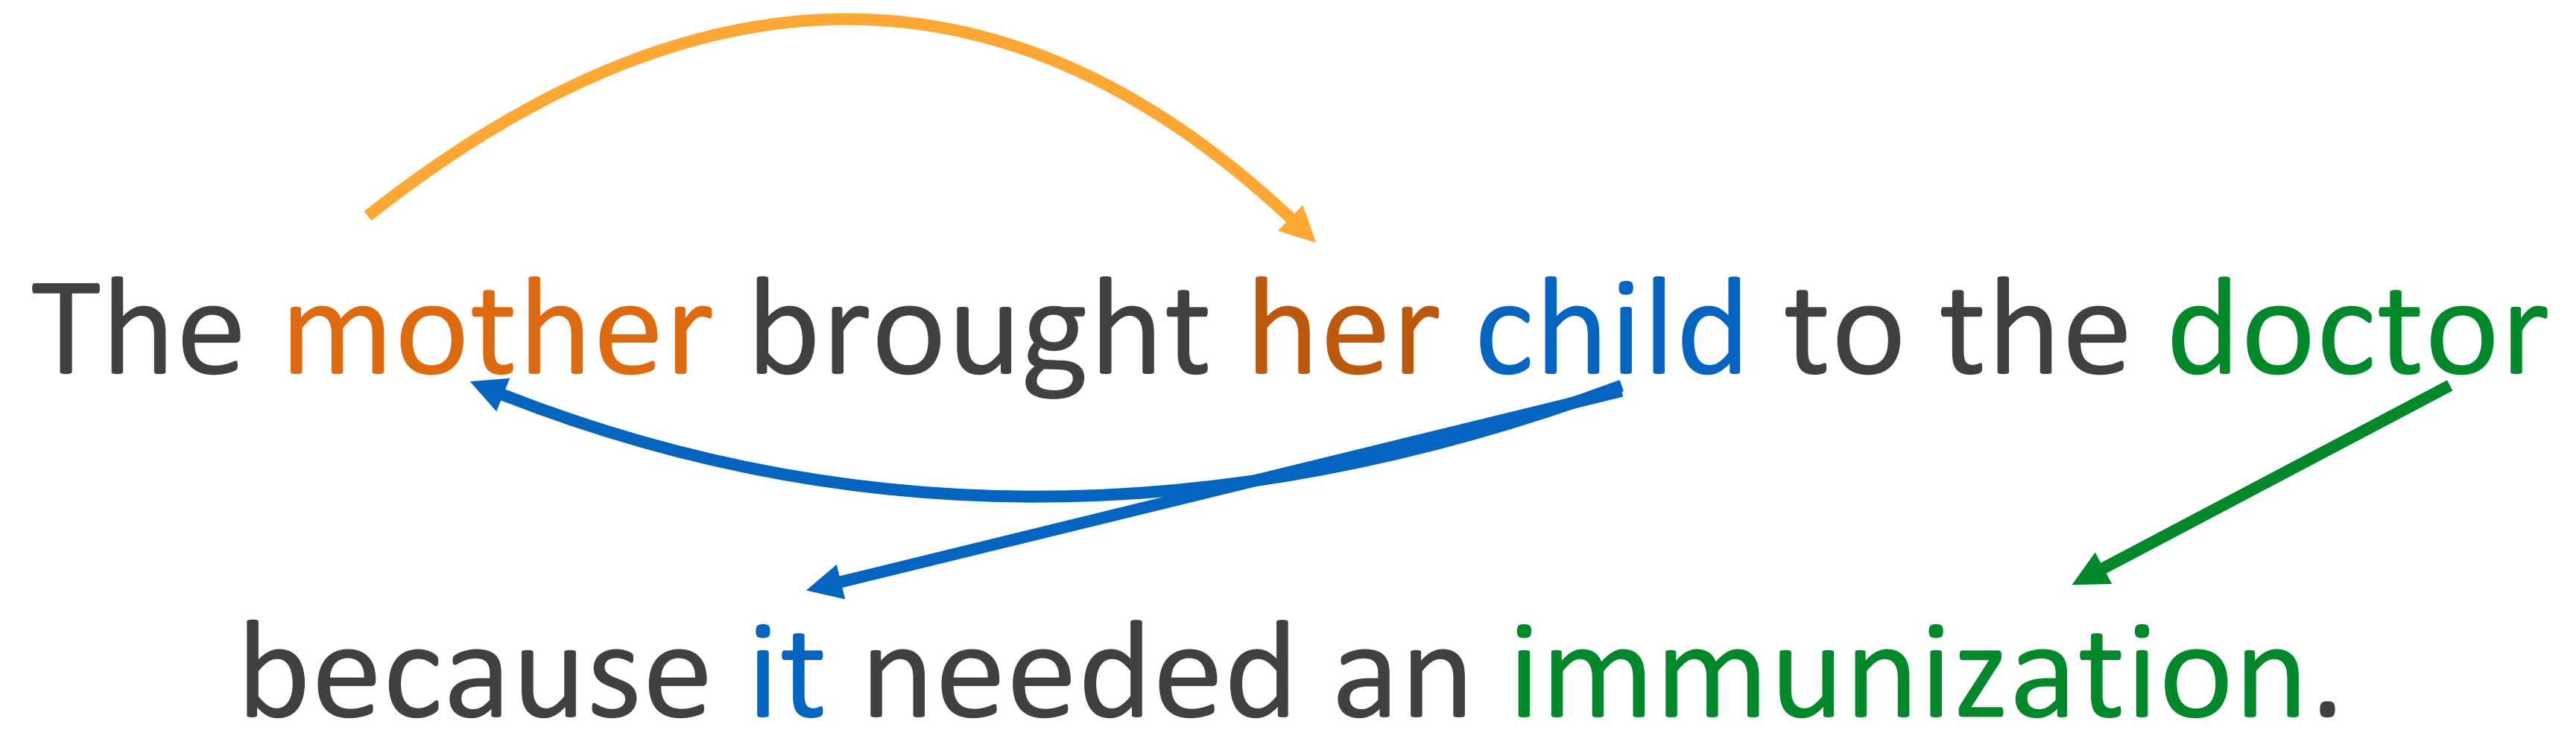 The mother brought her child to the doctor
because it needed an immunization.